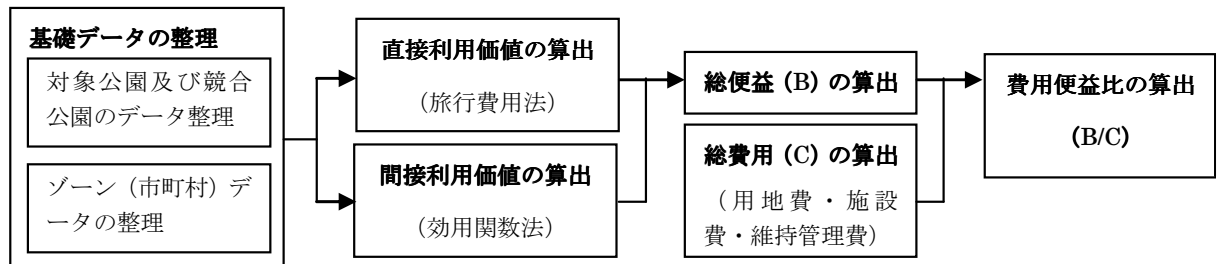 基礎データの整理
対象公園及び競合
公園のデータ整理
ゾーン（市町村）デ
ータの整理
直接利用価値の算出
（旅行費用法）
間接利用価値の算出
（効用関数法）
総便益（B）の算出
総費用（C）の算出
（用地費・施設
費・維持管理費）
費用便益比の算出
(B/C)